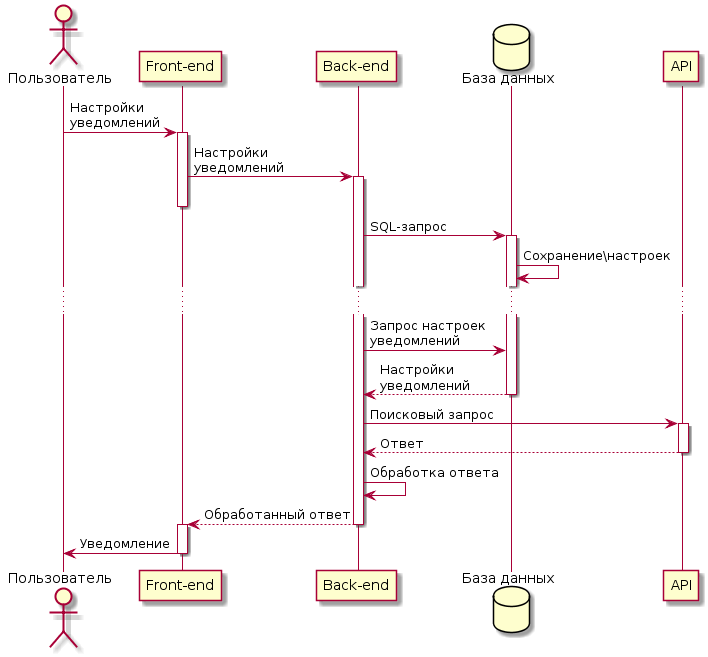 Пользователь
Front-end
Back-end
База данных
API
Настройки
уведомлений
Настройки
уведомлений
SQL-запрос
Сохранение\настроек
Запрос настроек
уведомлений
Настройки
уведомлений
Поисковый запрос
Ответ
Обработка ответа
Обработанный ответ
Уведомление
Пользователь
Front-end
Back-end
База данных
API